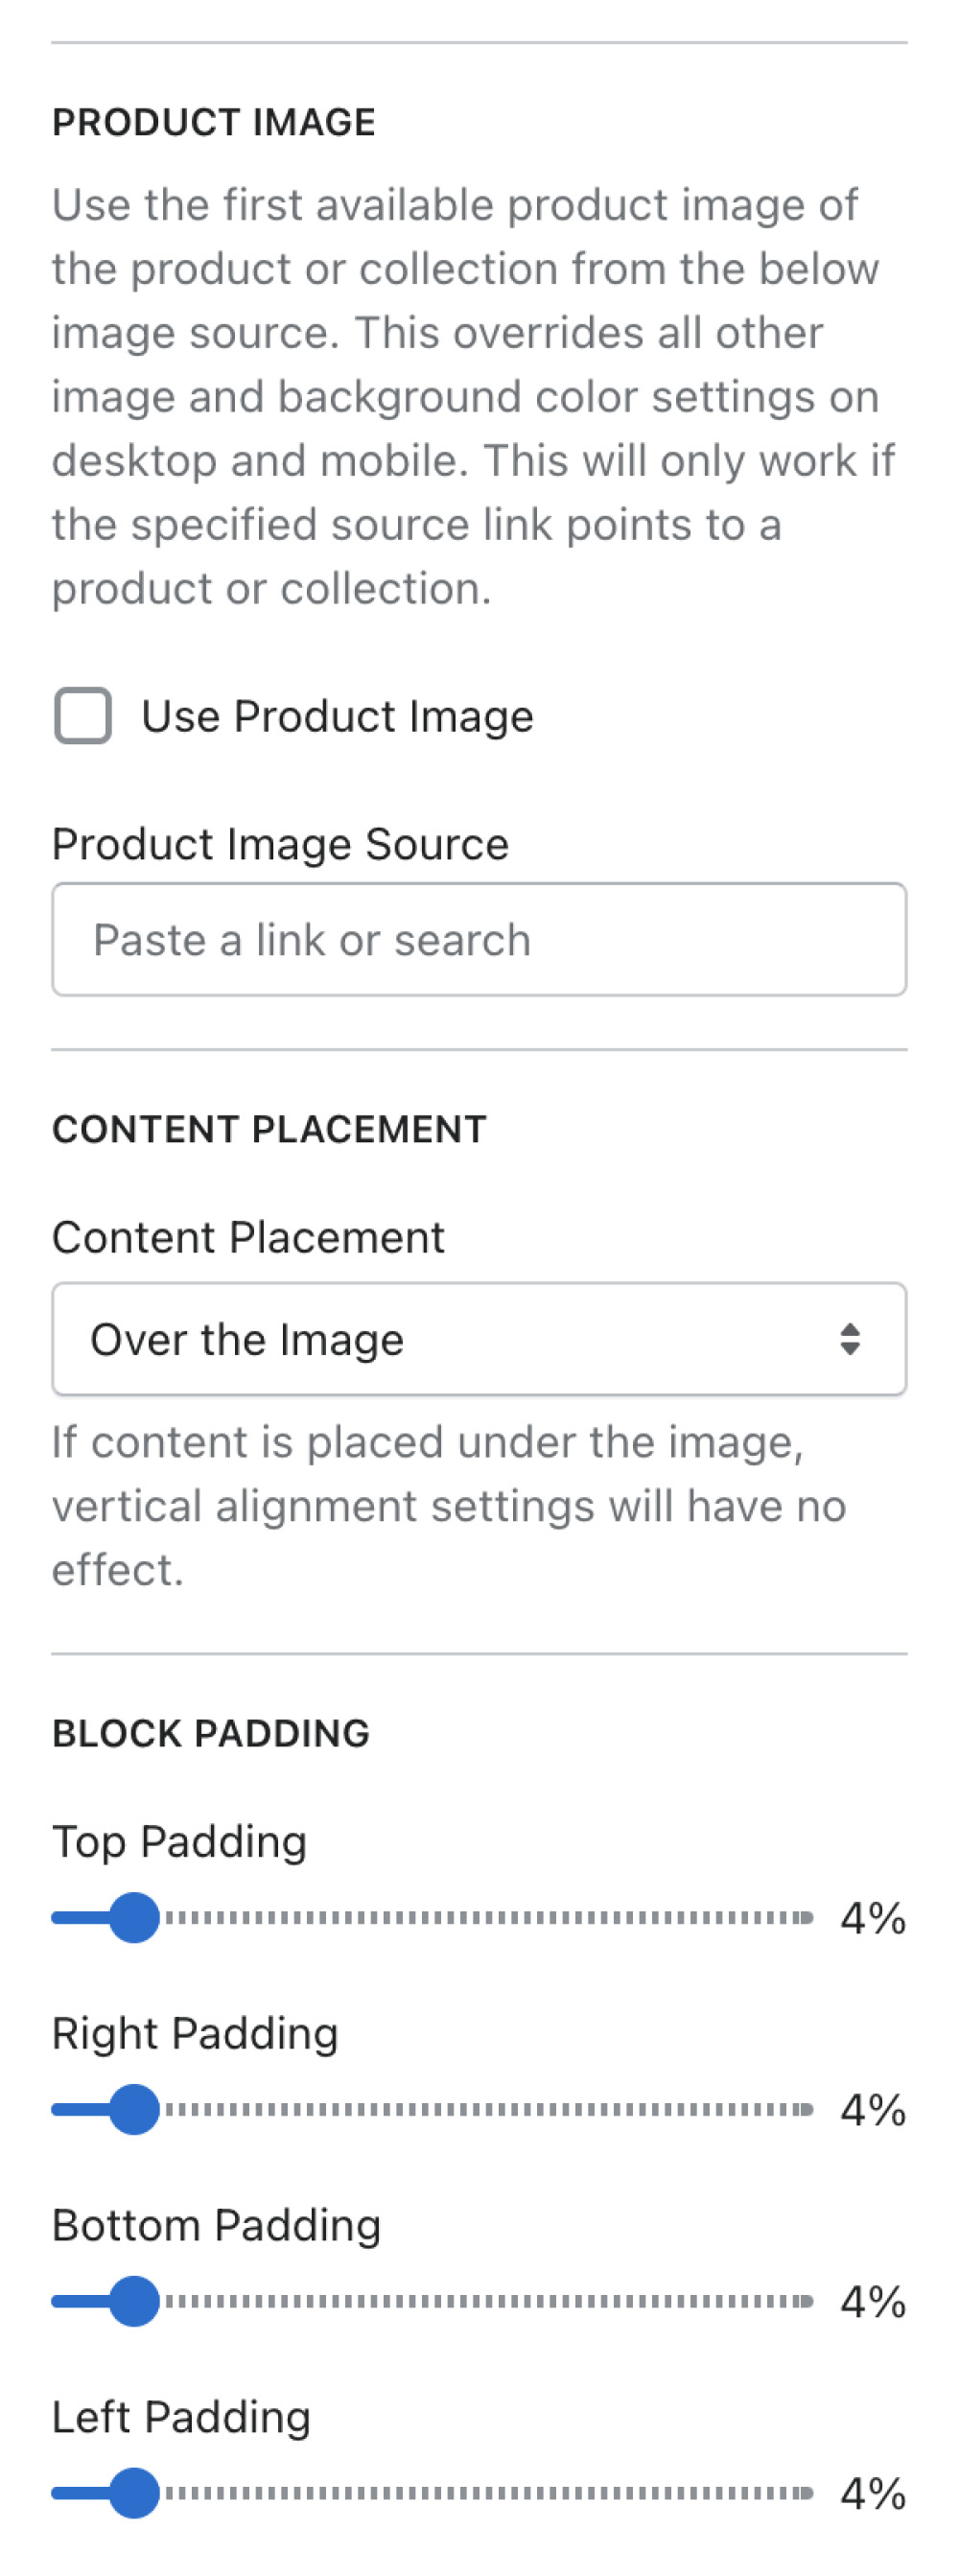 PRODUCT IMAGE
Use the first available product image of
the product or collection from the below
image source. This overrides all other
image and background color settings on
desktop and mobile. This will only work if
the specified source link points to a
product or collection.
Use Product Image
Product Image Source
Paste a link or search
CONTENT PLACEMENT
Content Placement
Over the Image
If content is placed under the image,
vertical alignment settings will have no
effect.
BLOCK PADDING
Top Padding
4%
Right Padding
4%
Bottom Padding
4%
Left Padding
4%